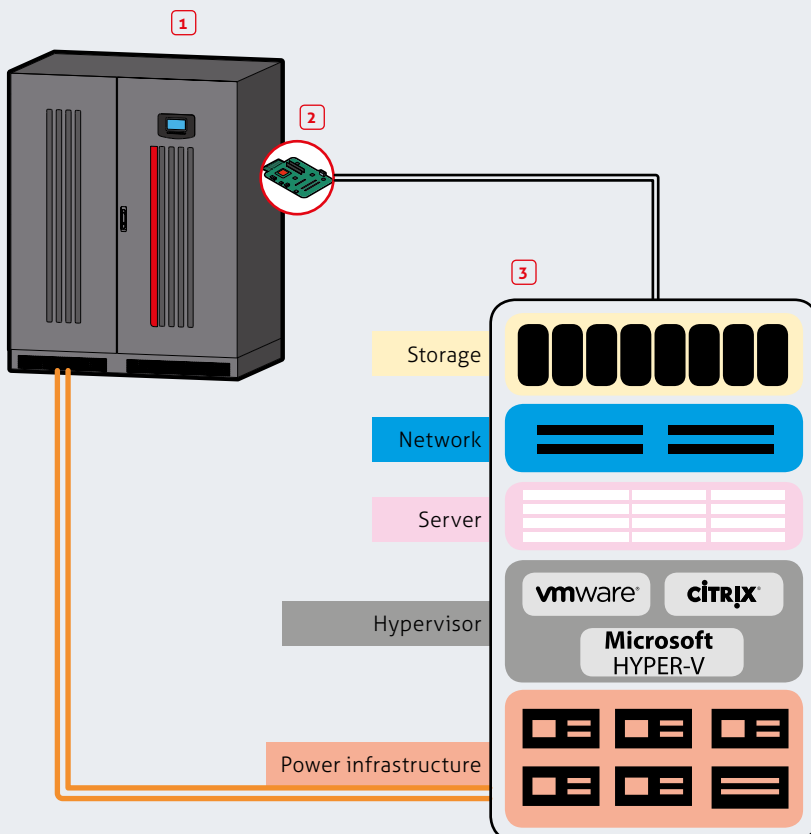 1
2
3
Storage
Network
Server
Hypervisor
vmware®
CITRIX®
Microsoft
HYPER-V
Power infrastructure